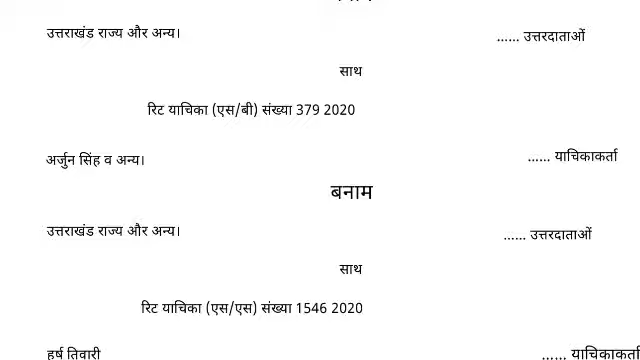 उत्तराखंड राज्य और अन्य। ...... उत्तरदाताओं
साथ
रिट याचिका (एस/बी) संख्या 379 2020
अर्जुन सिंह व अन्य। ...... याचिकाकर्ता
बनाम
उत्तराखंड राज्य और अन्य। ...... उत्तरदाताओं
साथ
रिट याचिका (एस/एस) संख्या 1546 2020
हर्ष तिवारी ...... याचिकाकर्ता